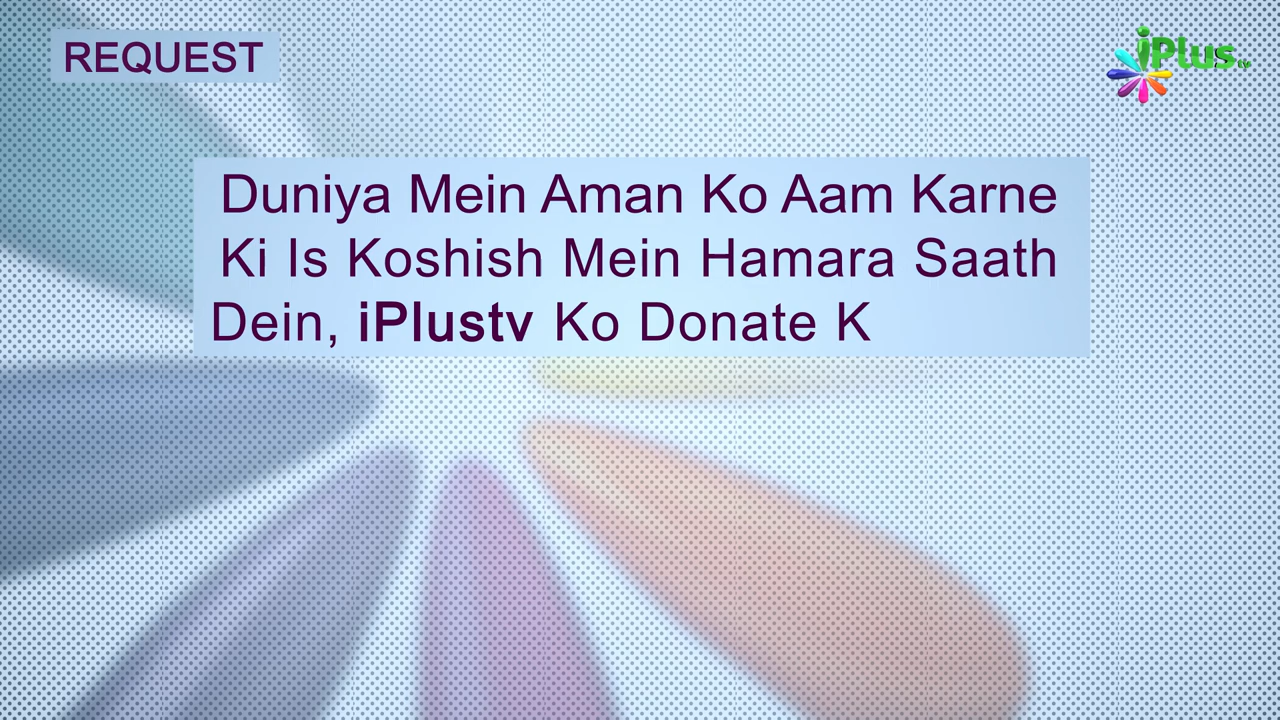 REQUEST
iPlus tv
Duniya Mein Aman Ko Aam Karne
Ki Is Koshish Mein Hamara Saath
Dein, iPlustv Ko Donate K